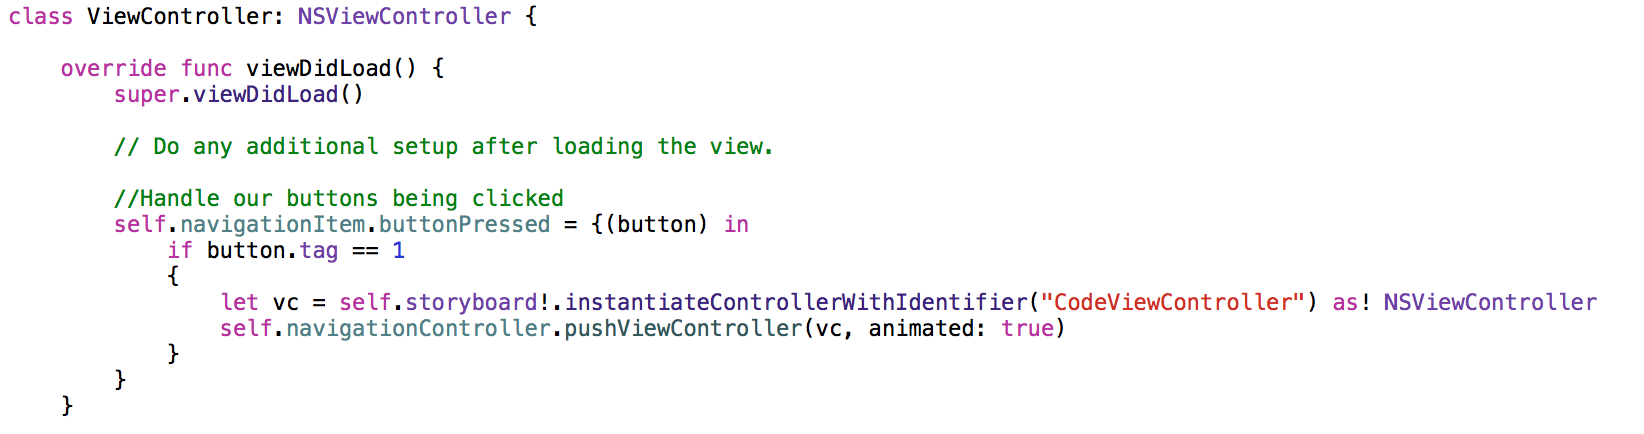 class ViewController: NSViewController {
override func viewDidLoad() {
super.viewDidLoad()
// Do any additional setup after loading the view.
//Handle our buttons being clicked
self.navigationItem.buttonPressed = {(button) in
if button.tag == 1
{
let vc = self.storyboard!.instantiateControllerWithIdentifier("CodeViewController") as! NSViewController
self.navigationController.pushViewController(vc, animated: true)
}
}
}